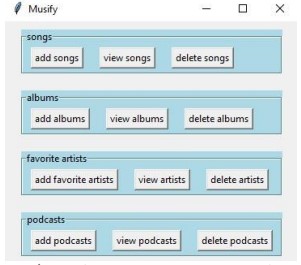 Musify
songs
add songs view songs delete songs
albums
add albums view albums delete albums
favorite artists
add favorite artists view artists delete artists
podcasts
add podcasts view podcasts delete podcasts